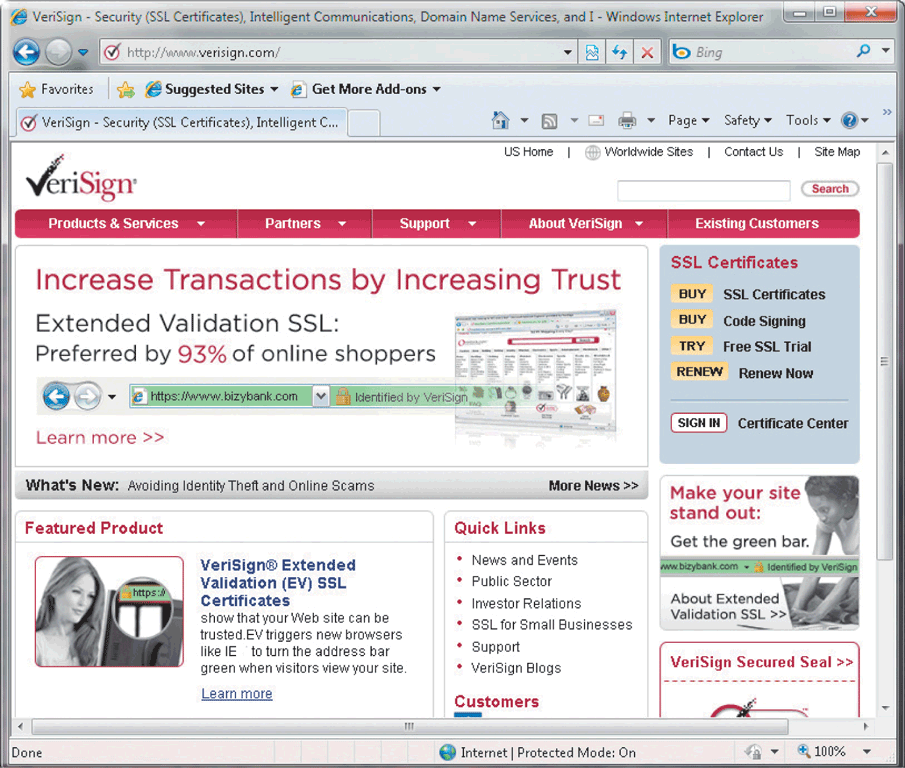 VeriSign - Security (SSL Certificates), Intelligent Communications, Domain Name Services, and I - Windows Internet Explorer
http://www.verisign.com/
Bing
Favorites
Suggested Sites
Get More Add-ons
VeriSign - Security (SSL Certificates), Intelligent C...
Page
Safety
Tools
US Home | Worldwide Sites | Contact Us | Site Map
VeriSign®
Search
Products & Services
Partners
Support
About VeriSign
Existing Customers
Increase Transactions by Increasing Trust
Extended Validation SSL:
Preferred by 93% of online shoppers
https://www.bizybank.com
Identified by VeriSign
Learn more >>
SSL Certificates
BUY SSL Certificates
BUY Code Signing
TRY Free SSL Trial
RENEW Renew Now
SIGN IN Certificate Center
What's New: Avoiding Identity Theft and Online Scams
More News >>
Make your site
stand out:
Get the green bar.
www.bizybank.com
Identified by VeriSign
About Extended
Validation SSL >>
Featured Product
https://
VeriSign® Extended
Validation (EV) SSL
Certificates
show that your Web site can be
trusted.EV triggers new browsers
like IE to turn the address bar
green when visitors view your site.
Learn more
Quick Links
News and Events
Public Sector
Investor Relations
SSL for Small Businesses
Support
VeriSign Blogs
Customers
VeriSign Secured Seal >>
Done
Internet | Protected Mode: On
100%